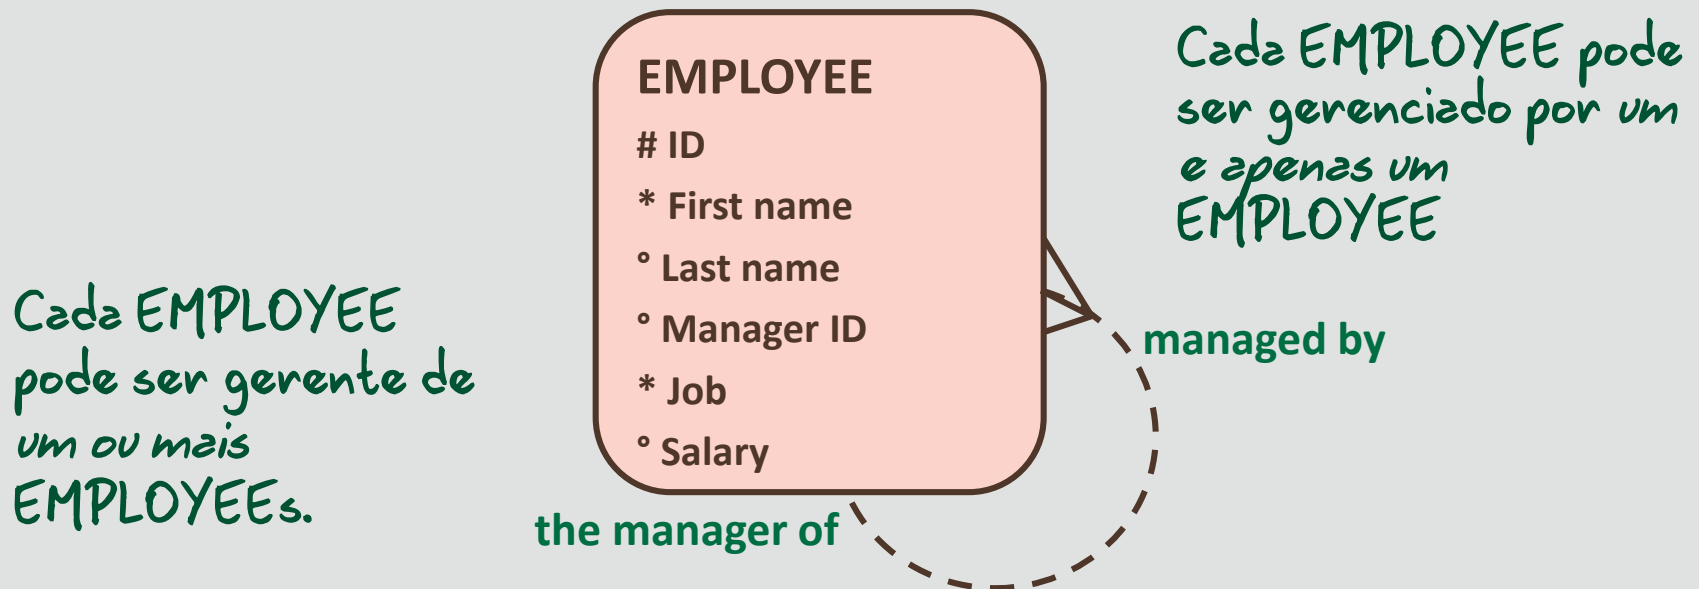 Cada EMPLOYEE
pode ser gerente de
um ou mais
EMPLOYEEs.
EMPLOYEE
# ID
* First name
° Last name
° Manager ID
* Job
° Salary
the manager of
Cada EMPLOYEE pode
ser gerenciado por um
e apenas um
EMPLOYEE
managed by